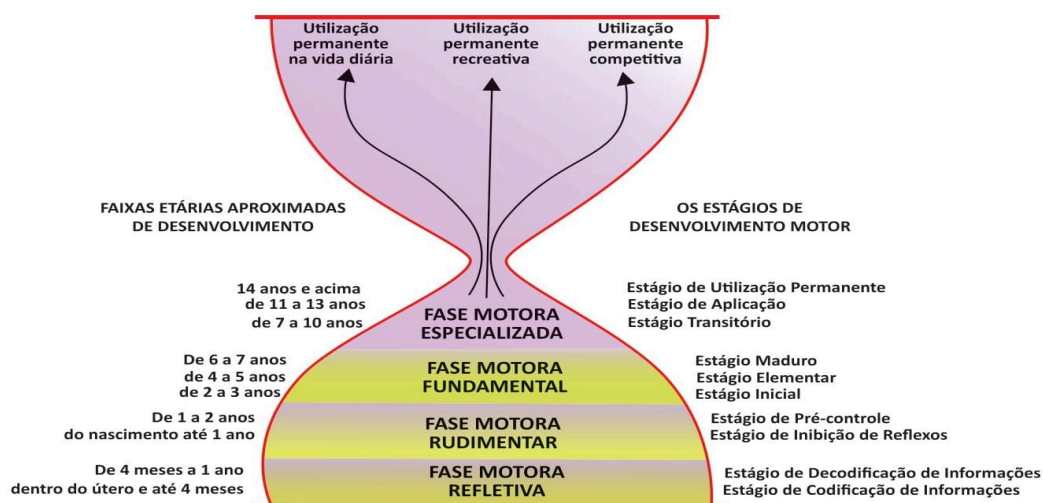 Utilização
permanente
na vida diária
Utilização
permanente
recreativa
Utilização
permanente
competitiva
FAIXAS ETÁRIAS APROXIMADAS
DE DESENVOLVIMENTO
OS ESTÁGIOS DE
DESENVOLVIMENTO MOTOR
14 anos e acima
de 11 a 13 anos
de 7 a 10 anos
FASE MOTORA
ESPECIALIZADA
Estágio de Utilização Permanente
Estágio de Aplicação
Estágio Transitório
De 6 a 7 anos
de 4 a 5 anos
de 2 a 3 anos
FASE MOTORA
FUNDAMENTAL
Estágio Maduro
Estágio Elementar
Estágio Inicial
De 1 a 2 anos
do nascimento até 1 ano
FASE MOTORA
RUDIMENTAR
Estágio de Pré-controle
Estágio de Inibição de Reflexos
De 4 meses a 1 ano
dentro do útero e até 4 meses
FASE MOTORA
REFLETIVA
Estágio de Decodificação de Informações
Estágio de Codificação de Informações